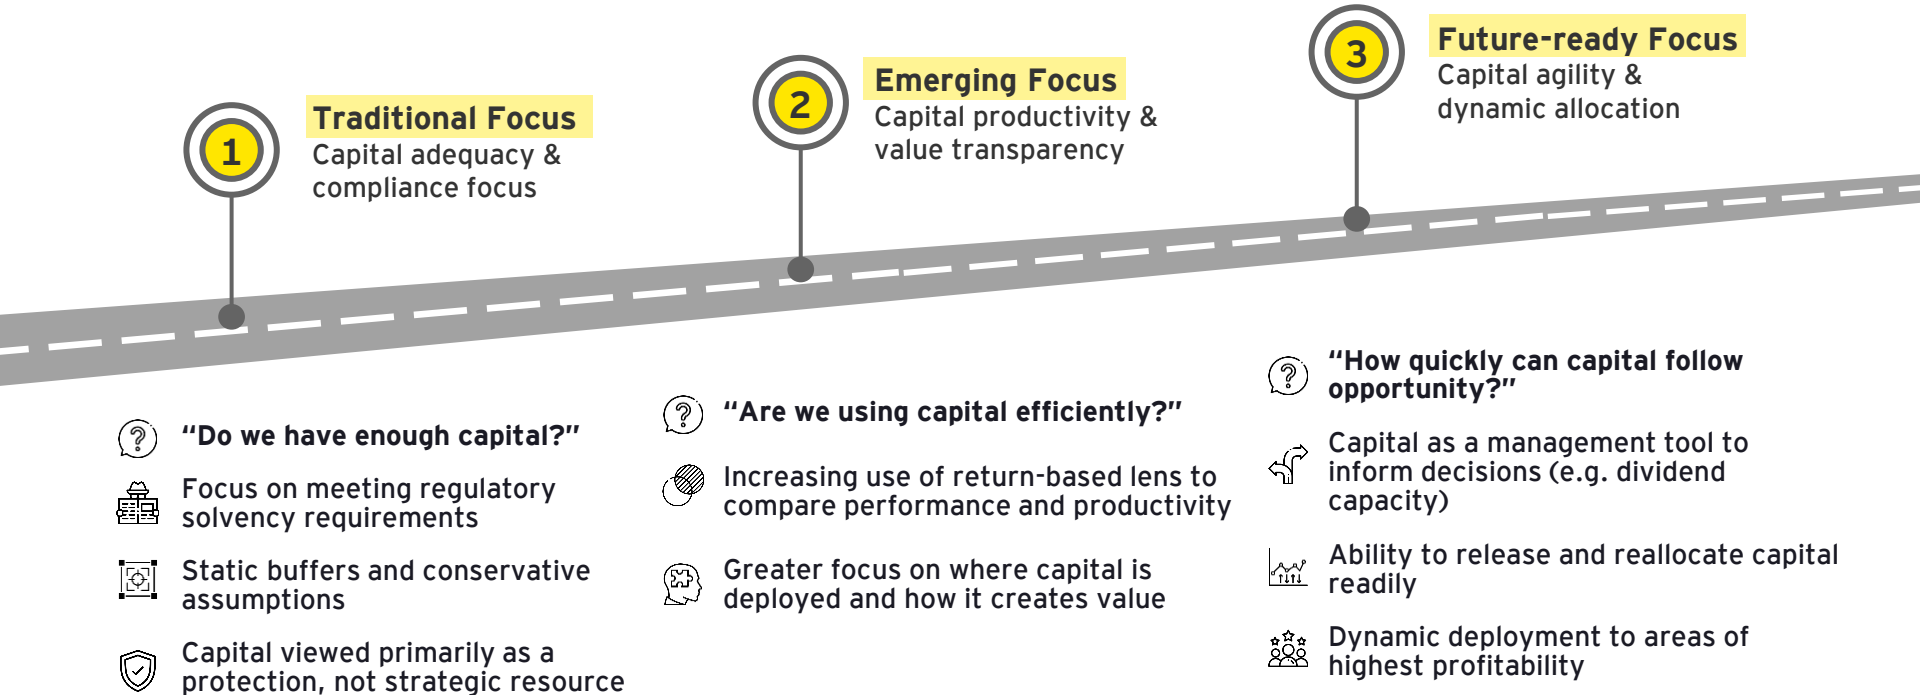 1
Traditional Focus
Capital adequacy &
compliance focus
2
Emerging Focus
Capital productivity &
value transparency
3
Future-ready Focus
Capital agility &
dynamic allocation
“Do we have enough capital?”
Focus on meeting regulatory
solvency requirements
Static buffers and conservative
assumptions
Capital viewed primarily as a
protection, not strategic resource
“Are we using capital efficiently?”
Increasing use of return-based lens to
compare performance and productivity
Greater focus on where capital is
deployed and how it creates value
“How quickly can capital follow
opportunity?”
Capital as a management tool to
inform decisions (e.g. dividend
capacity)
Ability to release and reallocate capital
readily
Dynamic deployment to areas of
highest profitability